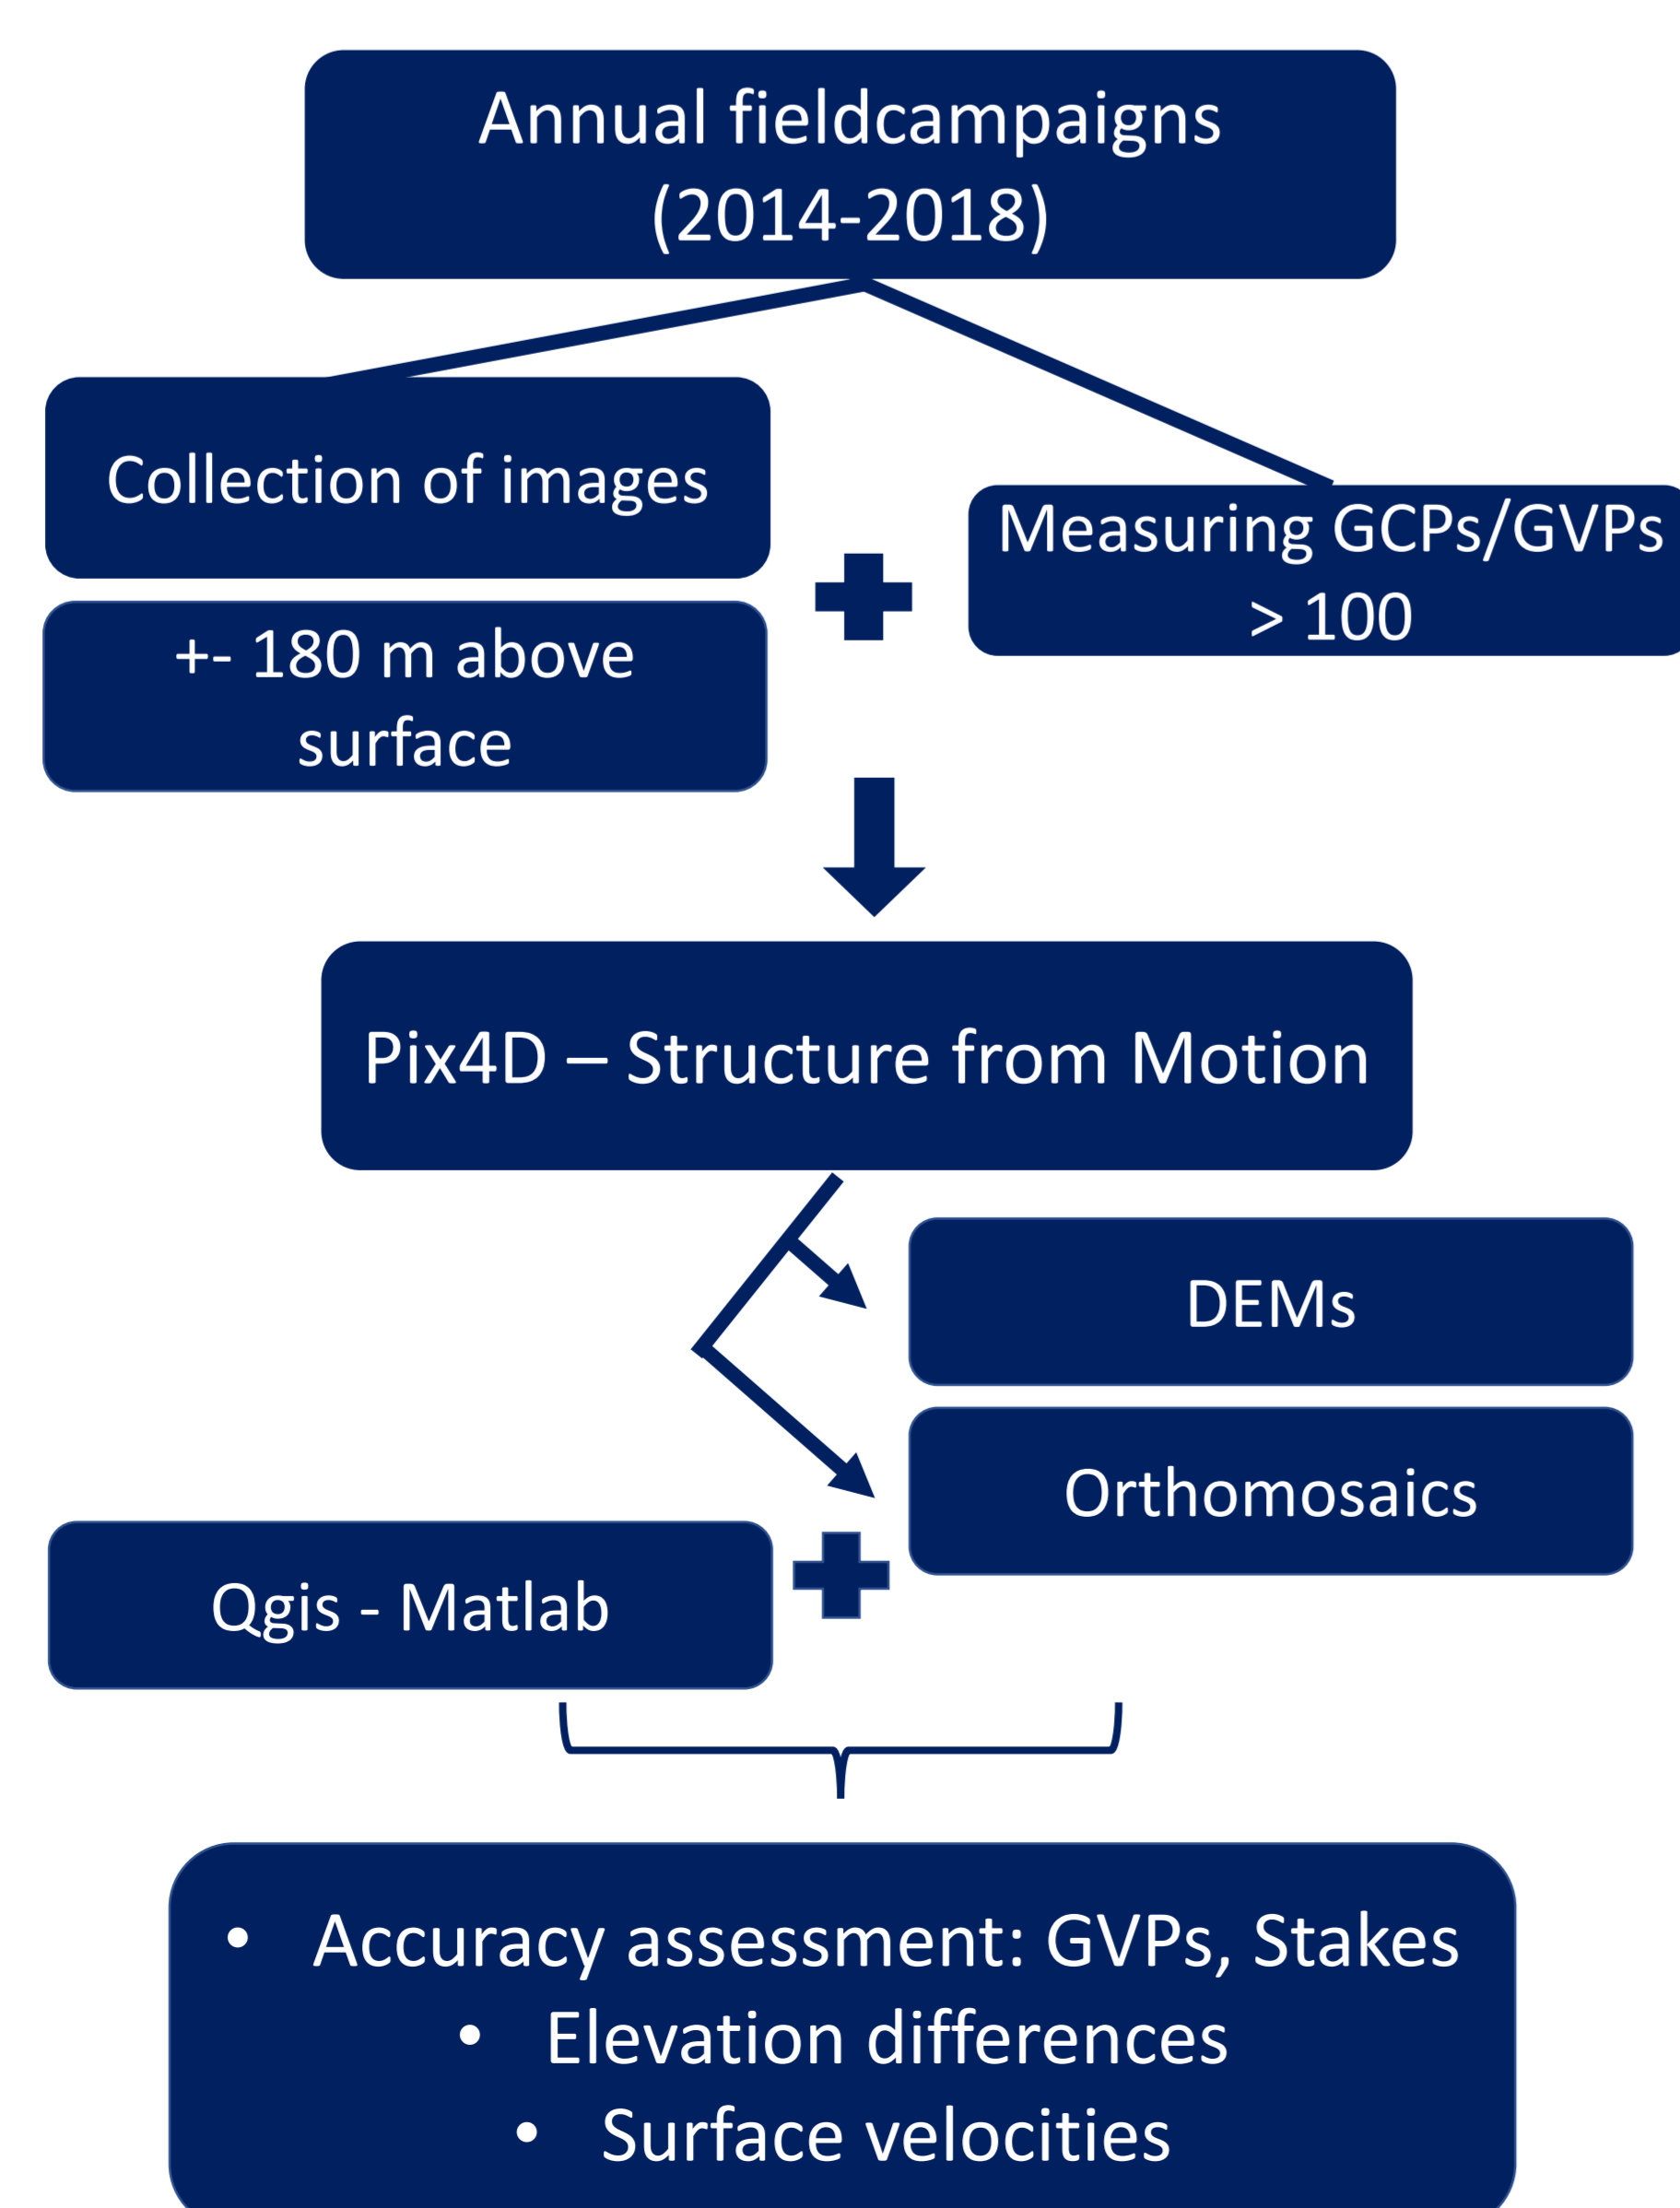 Annual fieldcampaigns
(2014-2018)
Collection of images
Measuring GCPs/GVPs
> 100
+- 180 m above
surface
Pix4D – Structure from Motion
DEMs
Orthomosaics
Qgis - Matlab
• Accuracy assessment: GVPs, Stakes
• Elevation differences
• Surface velocities